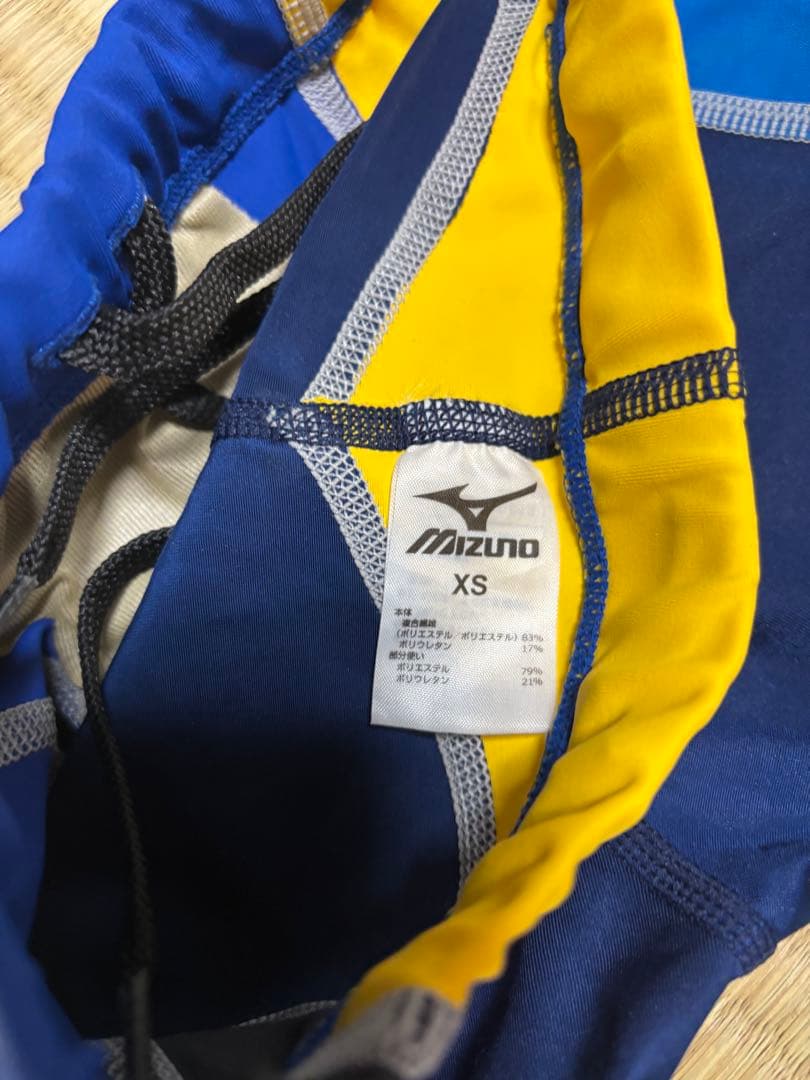 MIZUNO
XS
本体
複合繊維
(ポリエステル/ポリエステル) 83%
ポリウレタン 17%
部分使い
ポリエステル 79%
ポリウレタン 21%